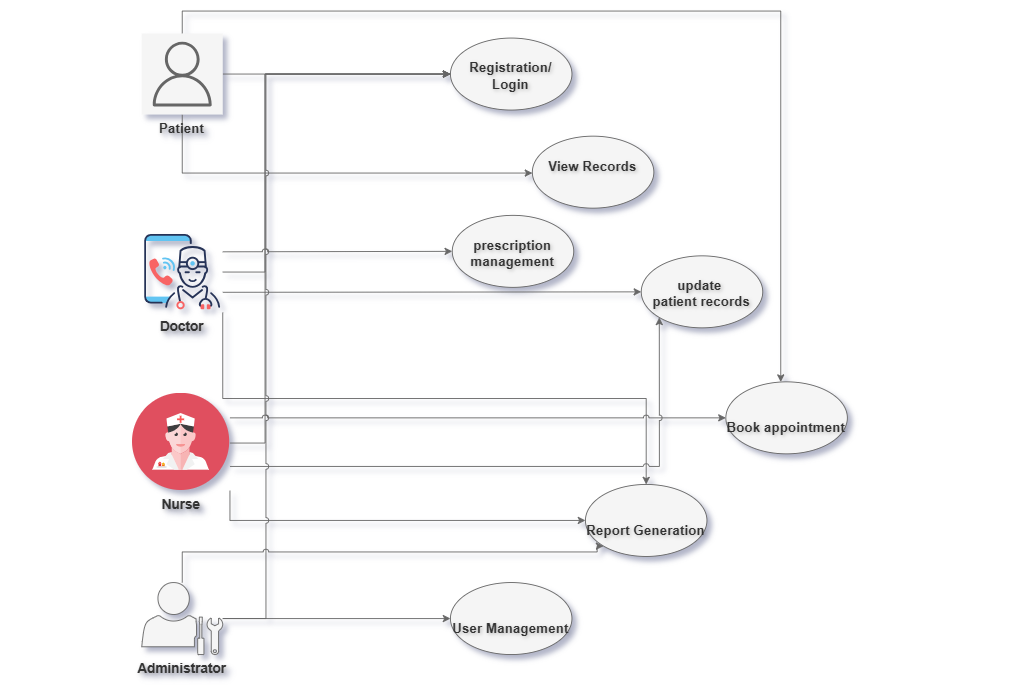 Registration/
Login
Patient
View Records
prescription
management
update
patient records
Doctor
Book appointment
Nurse
Report Generation
User Management
Administrator